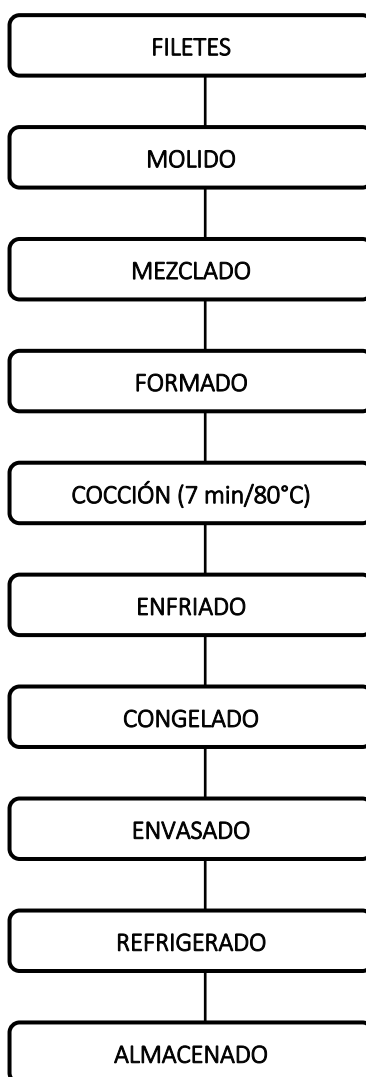 FILETES
MOLIDO
MEZCLADO
FORMADO
COCCIÓN (7 min/80°C)
ENFRIADO
CONGELADO
ENVASADO
REFRIGERADO
ALMACENADO